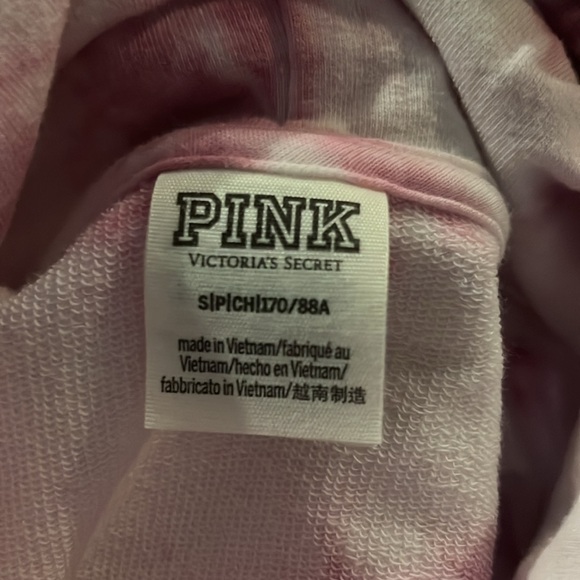 PINK
VICTORIA'S SECRET
S|P|CH|170/88A
made in Vietnam/fabriqué au
Vietnam/hecho en Vietnam/
fabbricato in Vietnam/越南制造